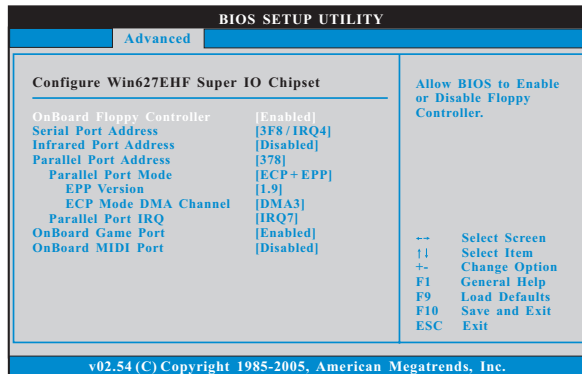 BIOS SETUP UTILITY
Advanced
Configure Win627EHF Super IO Chipset
OnBoard Floppy Controller [Enabled]
Serial Port Address [3F8 / IRQ4]
Infrared Port Address [Disabled]
Parallel Port Address [378]
Parallel Port Mode [ECP + EPP]
EPP Version [1.9]
ECP Mode DMA Channel [DMA3]
Parallel Port IRQ [IRQ7]
OnBoard Game Port [Enabled]
OnBoard MIDI Port [Disabled]
Allow BIOS to Enable
or Disable Floppy
Controller.
←→ Select Screen
↑↓ Select Item
+- Change Option
F1 General Help
F9 Load Defaults
F10 Save and Exit
ESC Exit
v02.54 (C) Copyright 1985-2005, American Megatrends, Inc.